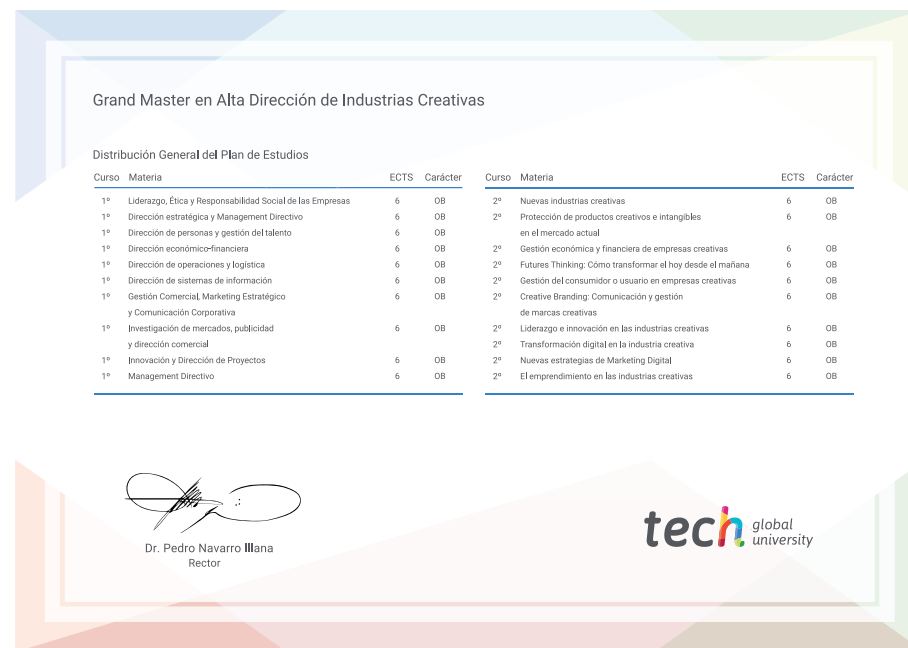 Grand Master en Alta Dirección de Industrias Creativas
Distribución General del Plan de Estudios
Curso Materia ECTS Carácter
1º Liderazgo, Ética y Responsabilidad Social de las Empresas 6 OB
1º Dirección estratégica y Management Directivo 6 OB
1º Dirección de personas y gestión del talento 6 OB
1º Dirección económico-financiera 6 OB
1º Dirección de operaciones y logística 6 OB
1º Dirección de sistemas de información 6 OB
1º Gestión Comercial, Marketing Estratégico 6 OB
y Comunicación Corporativa
1º Investigación de mercados, publicidad 6 OB
y dirección comercial
1º Innovación y Dirección de Proyectos 6 OB
1º Management Directivo 6 OB
Curso Materia ECTS Carácter
2º Nuevas industrias creativas 6 OB
2º Protección de productos creativos e intangibles 6 OB
en el mercado actual
2º Gestión económica y financiera de empresas creativas 6 OB
2º Futures Thinking: Cómo transformar el hoy desde el mañana 6 OB
2º Gestión del consumidor o usuario en empresas creativas 6 OB
2º Creative Branding: Comunicación y gestión 6 OB
de marcas creativas
2º Liderazgo e innovación en las industrias creativas 6 OB
2º Transformación digital en la industria creativa 6 OB
2º Nuevas estrategias de Marketing Digital 6 OB
2º El emprendimiento en las industrias creativas 6 OB
Dr. Pedro Navarro Illana
Rector
tech global
university